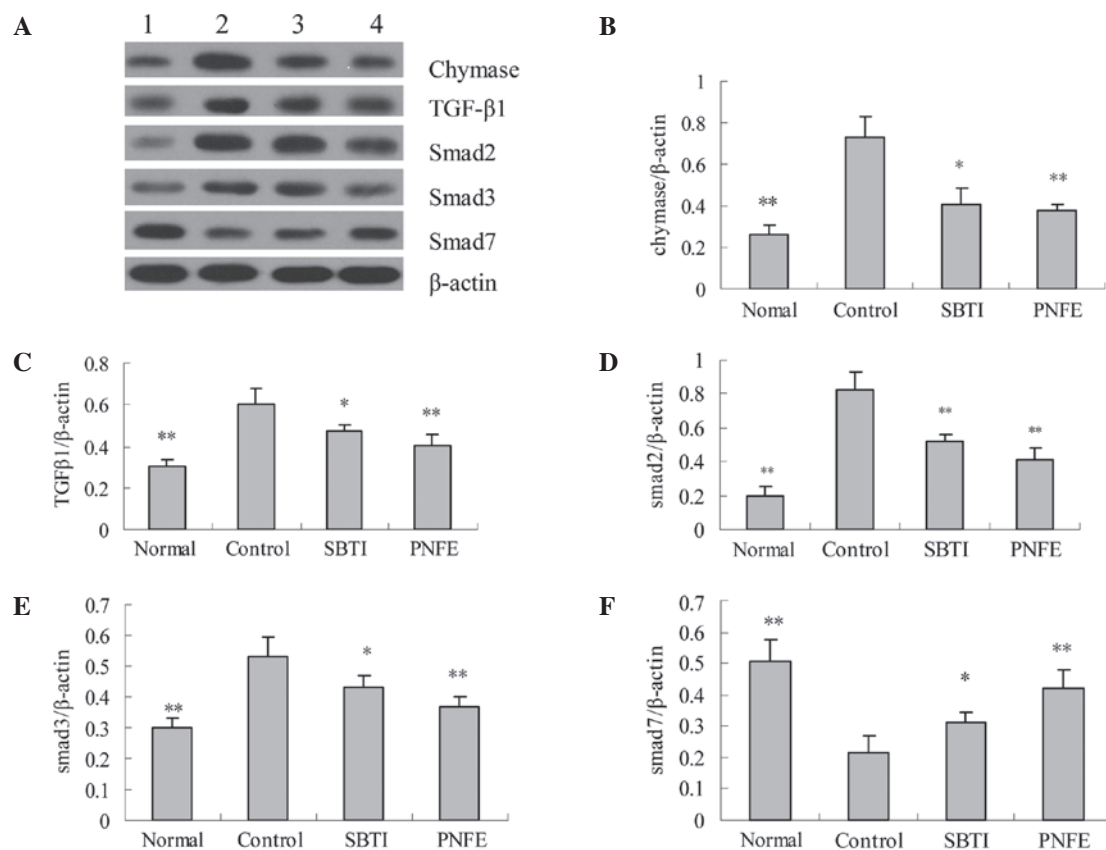 A
1 2 3 4
Chymase
TGF-β1
Smad2
Smad3
Smad7
β-actin
B
chymase/β-actin
1
0.8
0.6
0.4
0.2
0
**
*
**
Nomal Control SBTI PNFE
C
TGFβ1/β-actin
0.8
0.6
0.4
0.2
0
**
*
**
Normal Control SBTI PNFE
D
smad2/β-actin
1
0.8
0.6
0.4
0.2
0
**
**
**
Normal Control SBTI PNFE
E
smad3/β-actin
0.7
0.6
0.5
0.4
0.3
0.2
0.1
0
**
*
**
Normal Control SBTI PNFE
F
smad7/β-actin
0.7
0.6
0.5
0.4
0.3
0.2
0.1
0
**
*
**
Normal Control SBTI PNFE